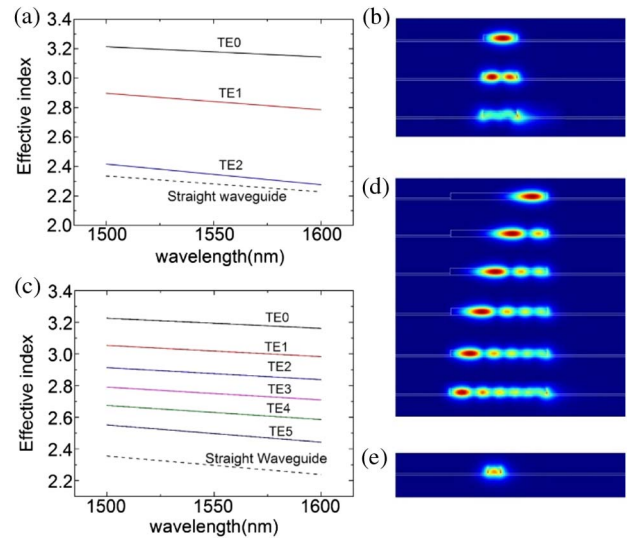 (a)
Effective index
3.4
3.2
3.0
2.8
2.6
2.4
2.2
2.0
TE0
TE1
TE2
Straight waveguide
1500
1550
1600
wavelength(nm)
(b)
(c)
Effective index
3.4
3.2
3.0
2.8
2.6
2.4
2.2
TE0
TE1
TE2
TE3
TE4
TE5
Straight Waveguide
1500
1550
1600
wavelength(nm)
(d)
(e)